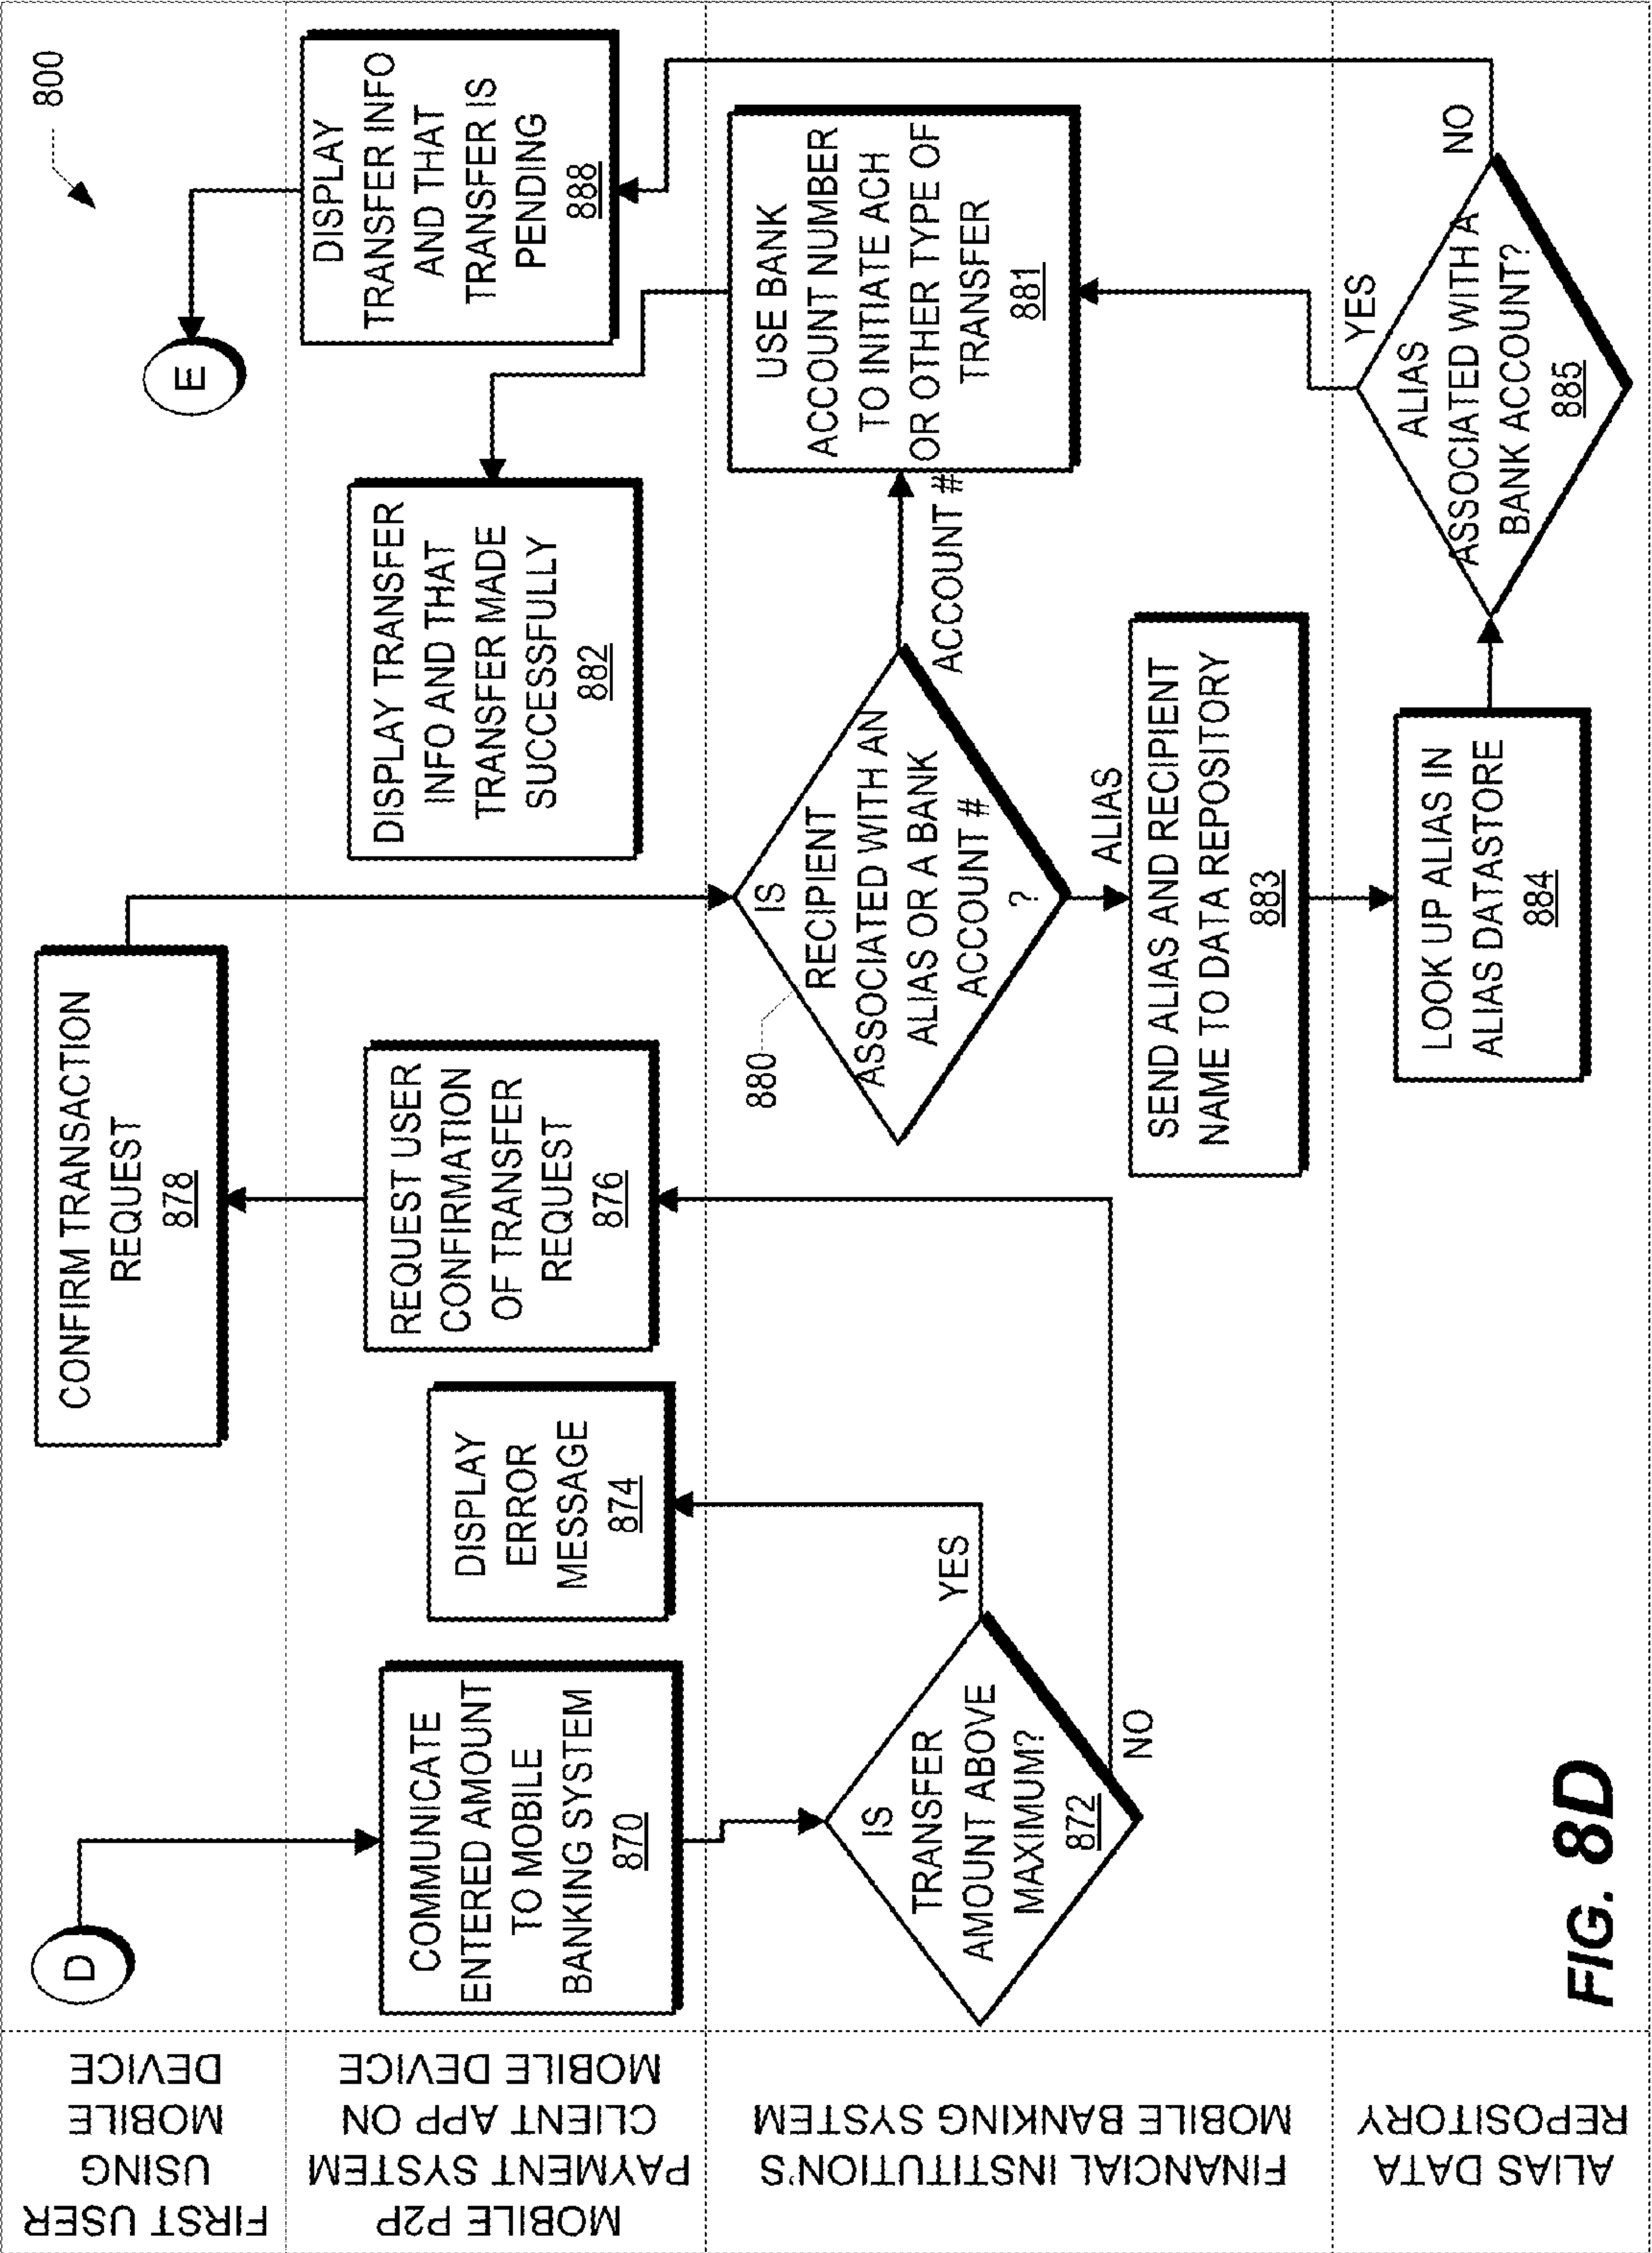 800
FIRST USER
USING
MOBILE
DEVICE
D
CONFIRM TRANSACTION
REQUEST
878
MOBILE P2P
PAYMENT SYSTEM
CLIENT APP ON
MOBILE DEVICE
COMMUNICATE
ENTERED AMOUNT
TO MOBILE
BANKING SYSTEM
870
DISPLAY
ERROR
MESSAGE
874
REQUEST USER
CONFIRMATION
OF TRANSFER
REQUEST
876
DISPLAY TRANSFER
INFO AND THAT
TRANSFER MADE
SUCCESSFULLY
882
E
DISPLAY
TRANSFER INFO
AND THAT
TRANSFER IS
PENDING
888
FINANCIAL INSTITUTION'S
MOBILE BANKING SYSTEM
IS
TRANSFER
AMOUNT ABOVE
MAXIMUM?
872
YES
NO
880
IS
RECIPIENT
ASSOCIATED WITH AN
ALIAS OR A BANK
ACCOUNT #
?
ACCOUNT #
ALIAS
USE BANK
ACCOUNT NUMBER
TO INITIATE ACH
OR OTHER TYPE OF
TRANSFER
881
SEND ALIAS AND RECIPIENT
NAME TO DATA REPOSITORY
883
ALIAS DATA
REPOSITORY
LOOK UP ALIAS IN
ALIAS DATASTORE
884
ALIAS
ASSOCIATED WITH A
BANK ACCOUNT?
885
YES
NO
FIG. 8D